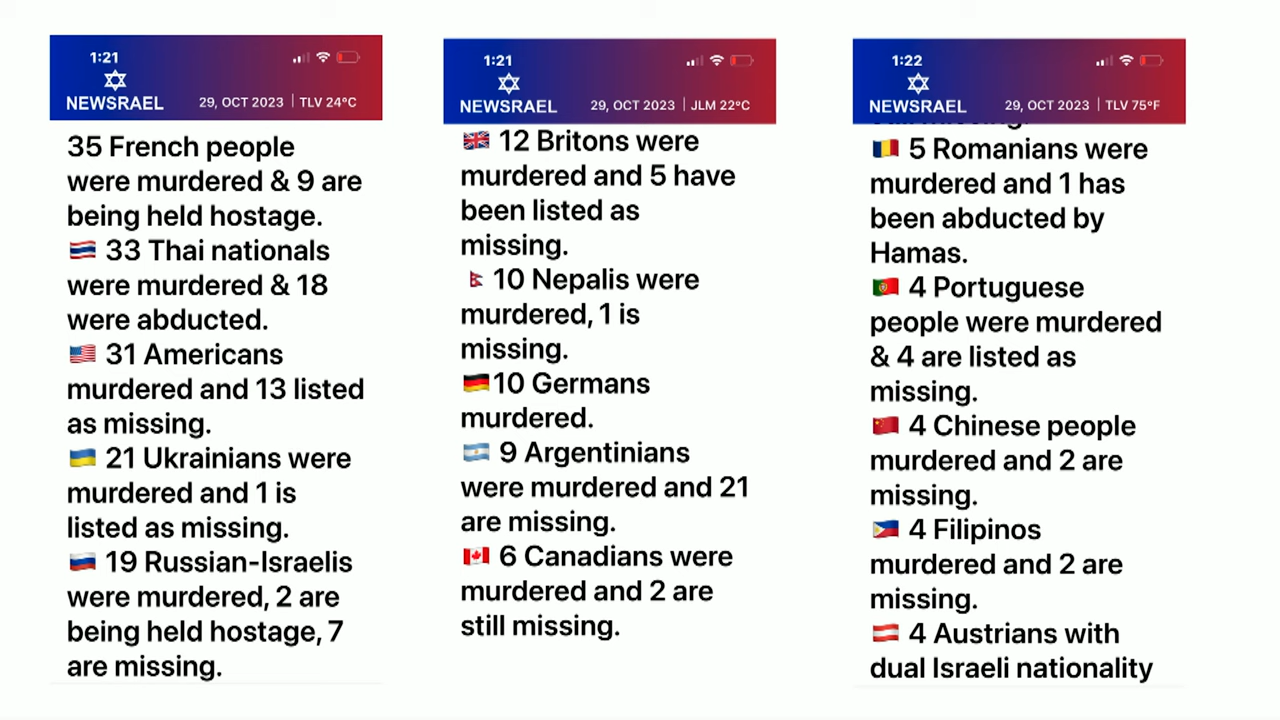 1:21
NEWSRAEL
29, OCT 2023 | TLV 24°C
35 French people
were murdered & 9 are
being held hostage.
33 Thai nationals
were murdered & 18
were abducted.
31 Americans
murdered and 13 listed
as missing.
21 Ukrainians were
murdered and 1 is
listed as missing.
19 Russian-Israelis
were murdered, 2 are
being held hostage, 7
are missing.
1:21
NEWSRAEL
29, OCT 2023 | JLM 22°C
12 Britons were
murdered and 5 have
been listed as
missing.
10 Nepalis were
murdered, 1 is
missing.
10 Germans
murdered.
9 Argentinians
were murdered and 21
are missing.
6 Canadians were
murdered and 2 are
still missing.
1:22
NEWSRAEL
29, OCT 2023 | TLV 75°F
5 Romanians were
murdered and 1 has
been abducted by
Hamas.
4 Portuguese
people were murdered
& 4 are listed as
missing.
4 Chinese people
murdered and 2 are
missing.
4 Filipinos
murdered and 2 are
missing.
4 Austrians with
dual Israeli nationality